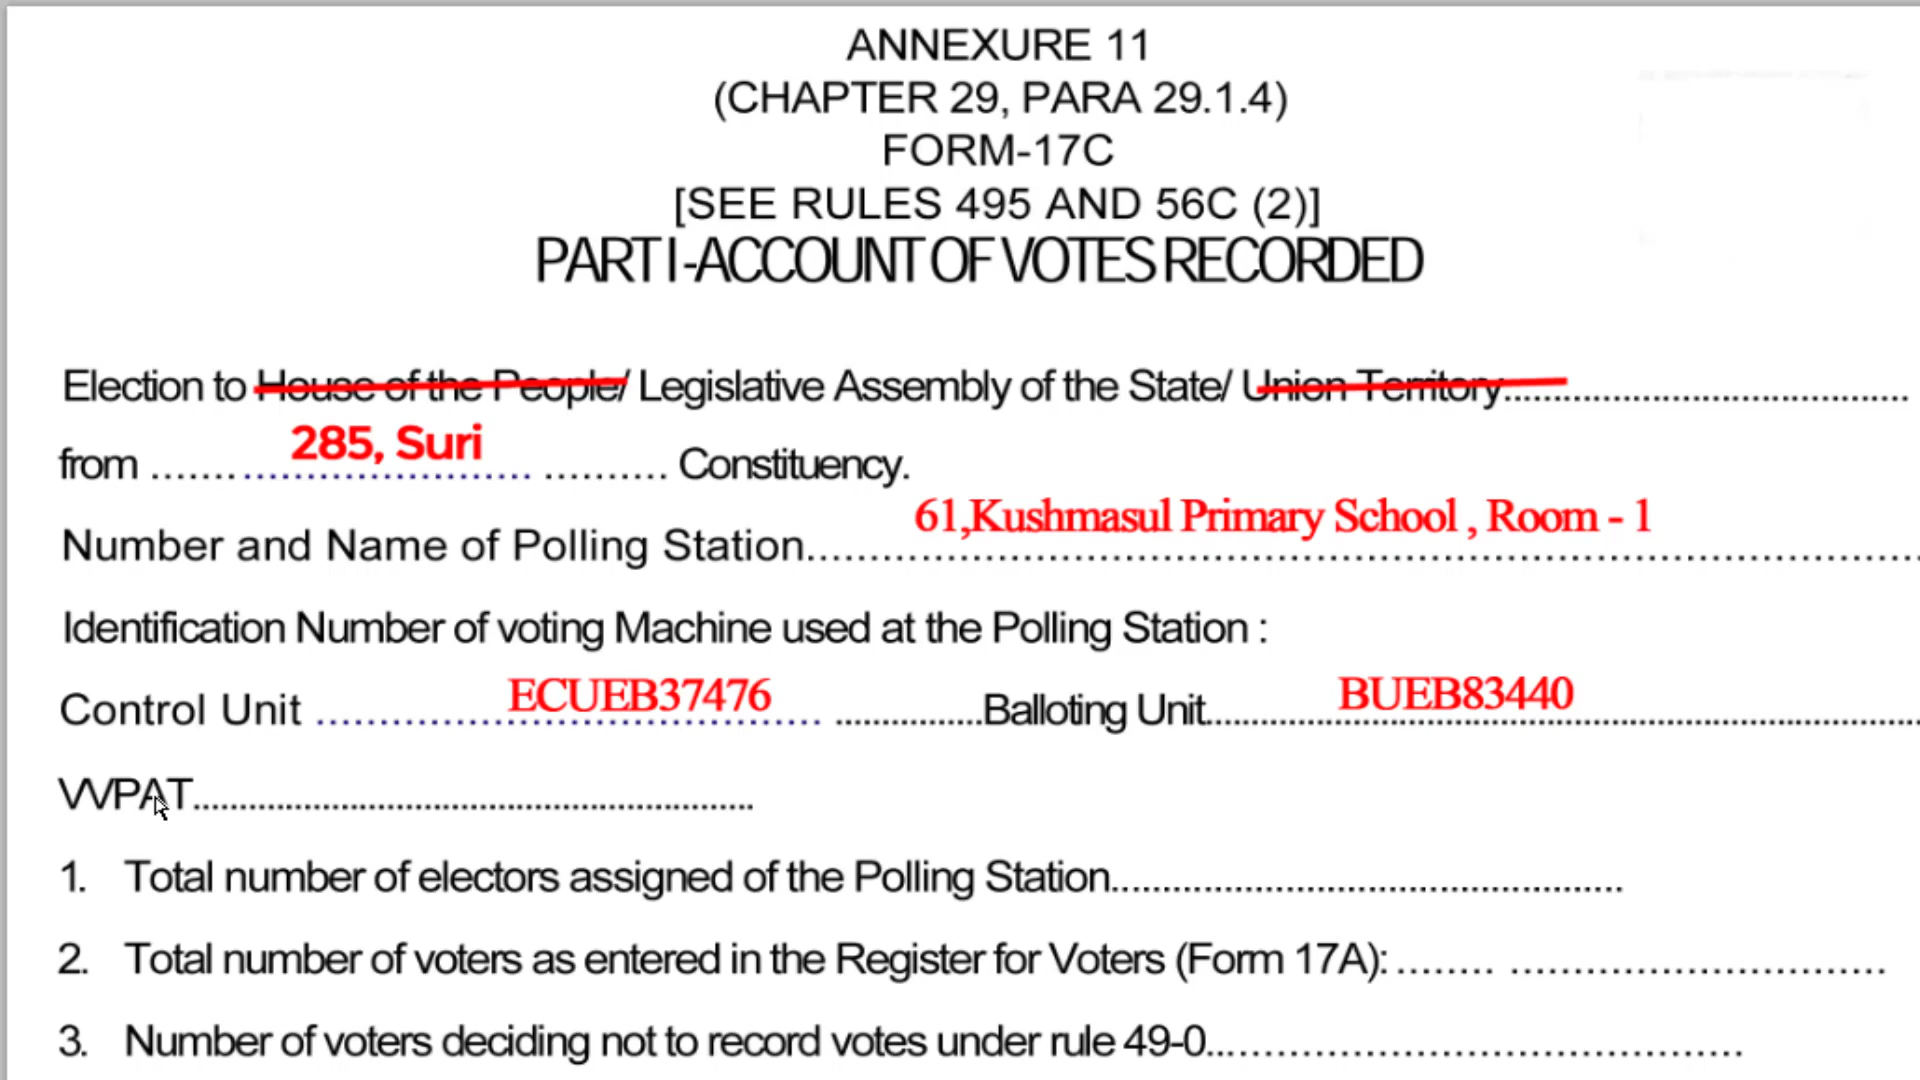 ANNEXURE 11
(CHAPTER 29, PARA 29.1.4)
FORM-17C
[SEE RULES 495 AND 56C (2)]
PART I-ACCOUNT OF VOTES RECORDED
Election to House of the People/ Legislative Assembly of the State/ Union Territory..............................................
from ....... 285, Suri .......... Constituency.
Number and Name of Polling Station.......61,Kushmasul Primary School , Room - 1..........
Identification Number of voting Machine used at the Polling Station :
Control Unit ............ECUEB37476 ...................Balloting Unit............BUEB83440....................
VVPAT............................................................
1. Total number of electors assigned of the Polling Station..................................................
2. Total number of voters as entered in the Register for Voters (Form 17A): ........ ..............................
3. Number of voters deciding not to record votes under rule 49-0....................................